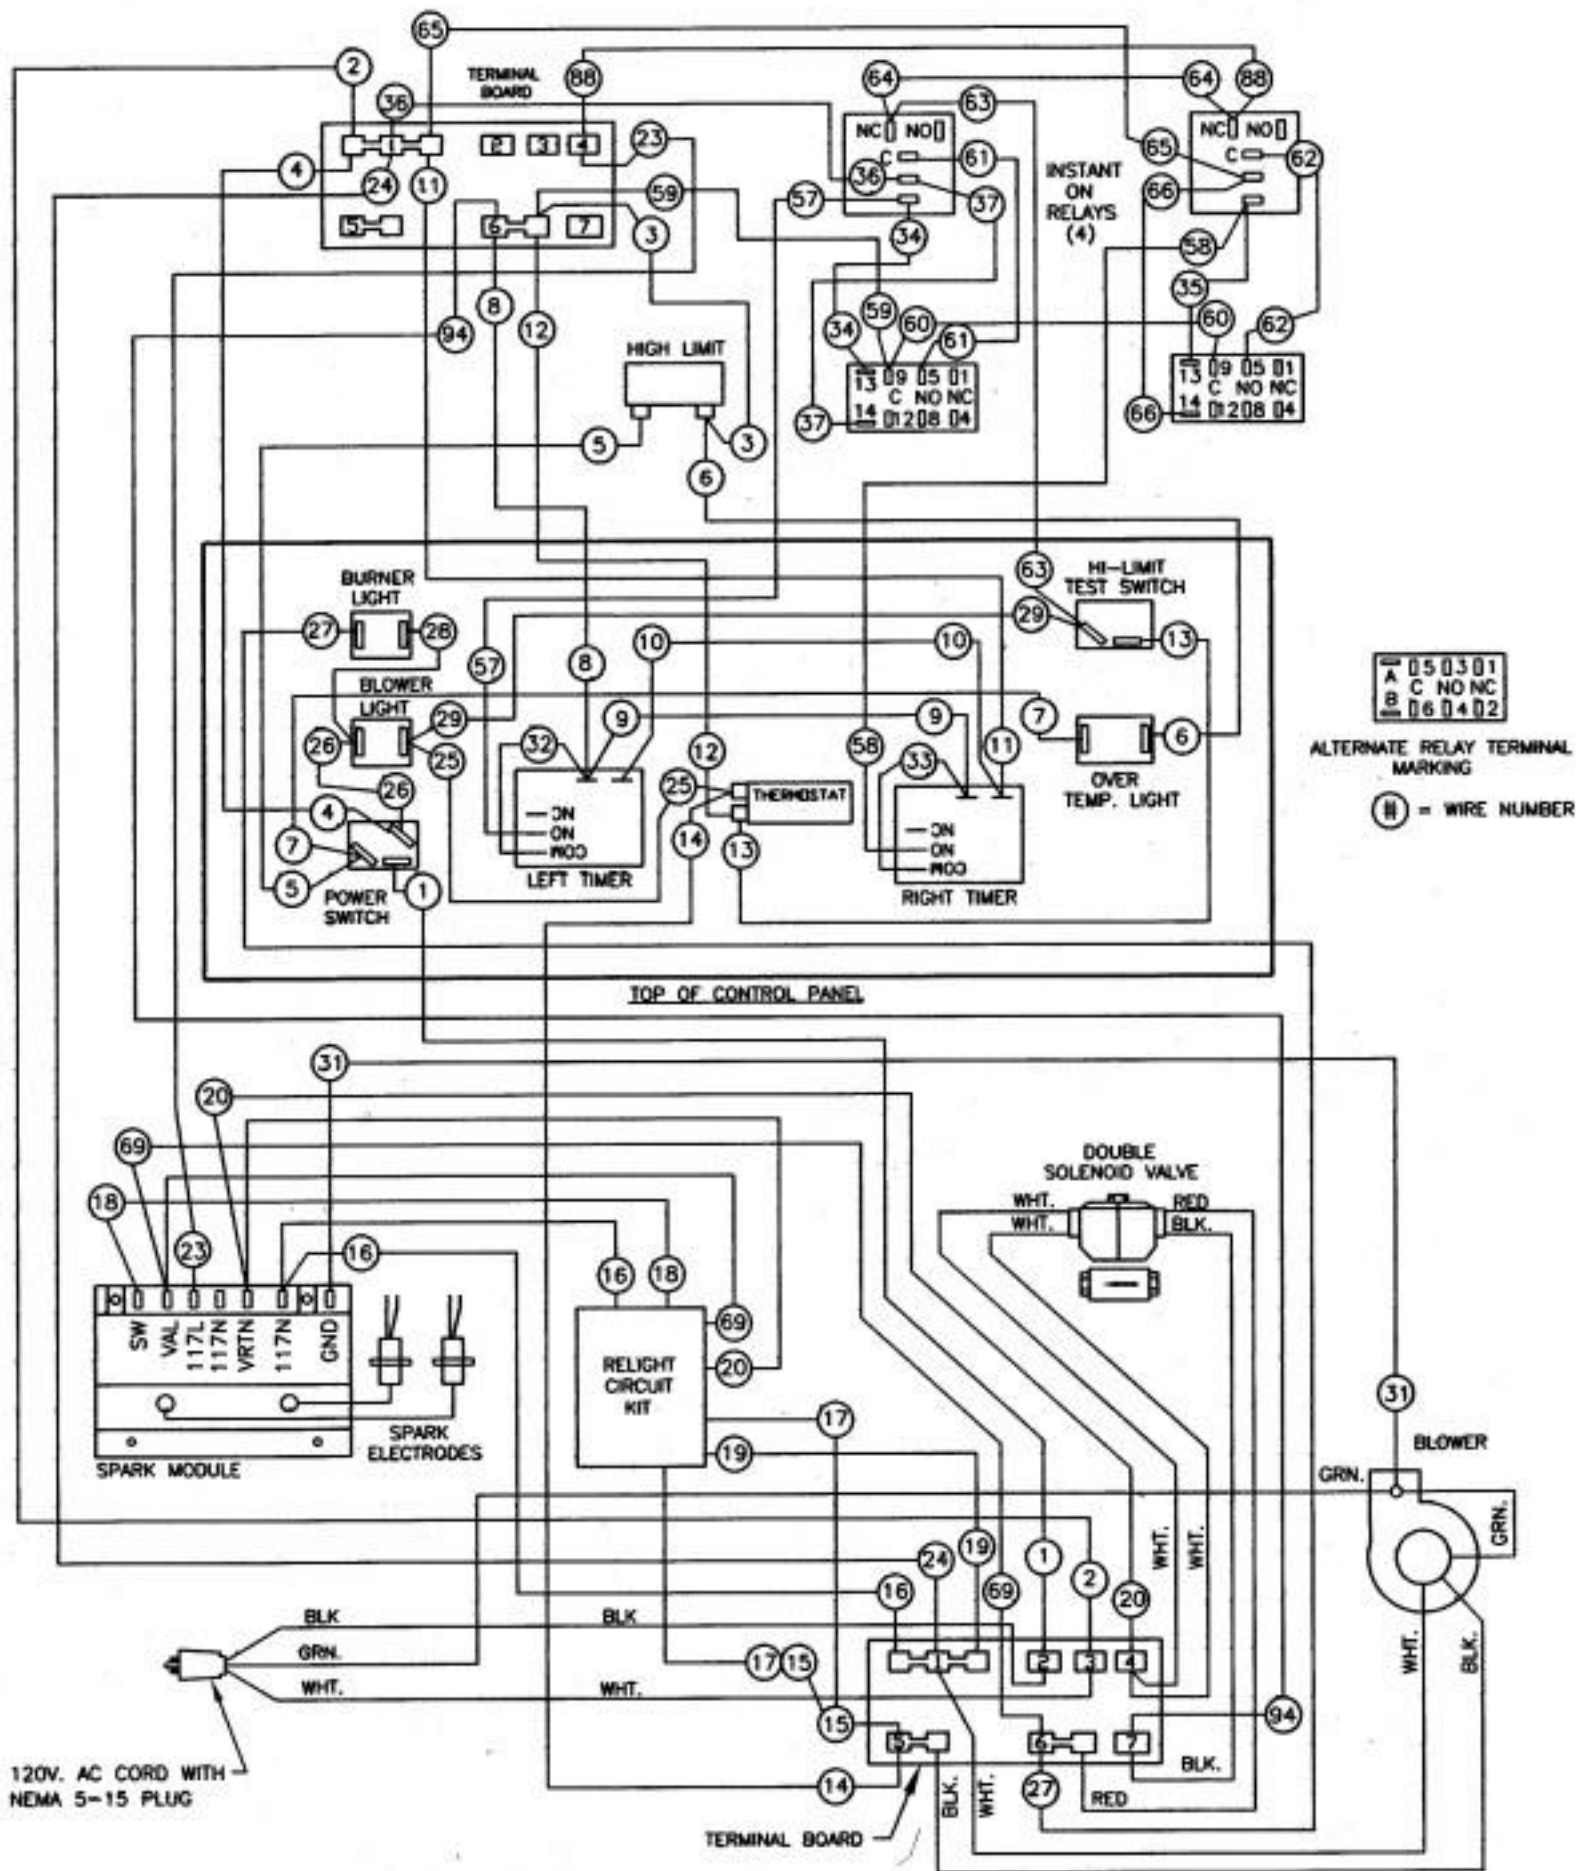 65
2
TERMINAL
BOARD
88
64
64
88
36
63
NC NO
NC NO
4
24
11
1
2 3 4
23
C
61
65
C
62
INSTANT
ON
RELAYS
(4)
36
37
66
59
57
5
6
7
3
34
58
8
12
94
35
34
59
60
61
60
62
HIGH LIMIT
13 9 5 1
C NO NC
14 12 8 4
13 9 5 1
C NO NC
14 12 8 4
37
66
5
3
6
BURNER
LIGHT
63
HI-LIMIT
TEST SWITCH
27
28
29
13
10
10
57
8
BLOWER
LIGHT
29
26
25
9
9
7
6
32
58
11
12
33
A 5 3 1
C NO NC
B 6 4 2
ALTERNATE RELAY TERMINAL
MARKING
# = WIRE NUMBER
26
25
THERMOSTAT
OVER
TEMP. LIGHT
4
7
5
1
NC
NO
COM
14
13
NC
NO
COM
POWER
SWITCH
LEFT TIMER
RIGHT TIMER
TOP OF CONTROL PANEL
31
20
69
18
23
16
16
18
DOUBLE
SOLENOID VALVE
WHT.
RED
WHT.
BLK.
SW
VAL
117L
117N
VRTN
117N
GND
69
RELIGHT
CIRCUIT
KIT
20
17
19
31
SPARK
ELECTRODES
SPARK MODULE
BLOWER
GRN.
GRN.
WHT.
WHT.
24
19
1
2
16
69
20
BLK
BLK
GRN.
WHT.
WHT.
17
15
1
2 3 4
WHT.
BLK.
15
5
6
7
94
BLK.
120V. AC CORD WITH
NEMA 5-15 PLUG
14
BLK.
WHT.
27
RED
TERMINAL BOARD